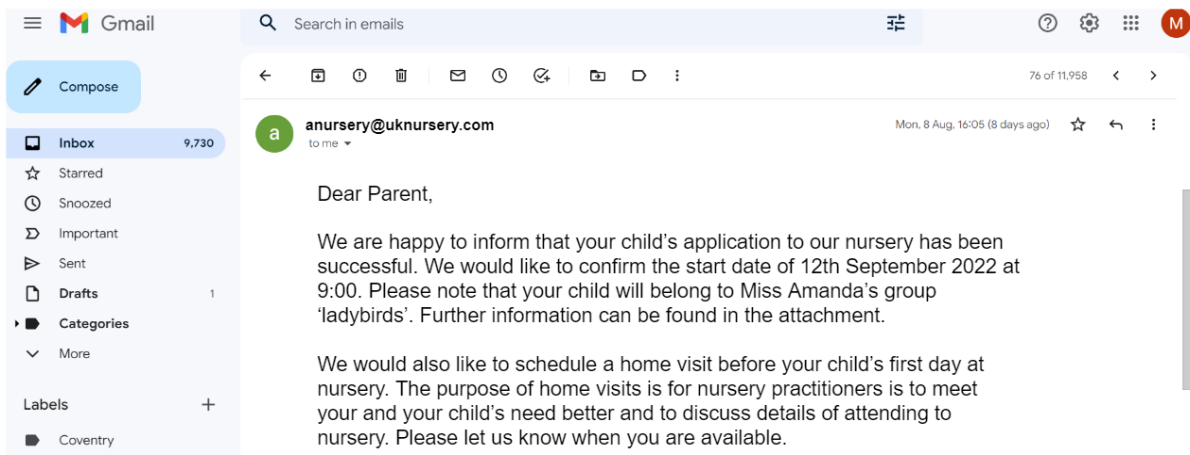 Gmail
Search in emails
M
Compose
76 of 11,958
a
anursery@uknursery.com
Mon, 8 Aug, 16:05 (8 days ago)
to me
Inbox 9,730
Starred
Snoozed
Important
Sent
Drafts 1
Categories
More
Labels +
Coventry
Dear Parent,
We are happy to inform that your child's application to our nursery has been
successful. We would like to confirm the start date of 12th September 2022 at
9:00. Please note that your child will belong to Miss Amanda's group
'ladybirds'. Further information can be found in the attachment.
We would also like to schedule a home visit before your child's first day at
nursery. The purpose of home visits is for nursery practitioners is to meet
your and your child's need better and to discuss details of attending to
nursery. Please let us know when you are available.